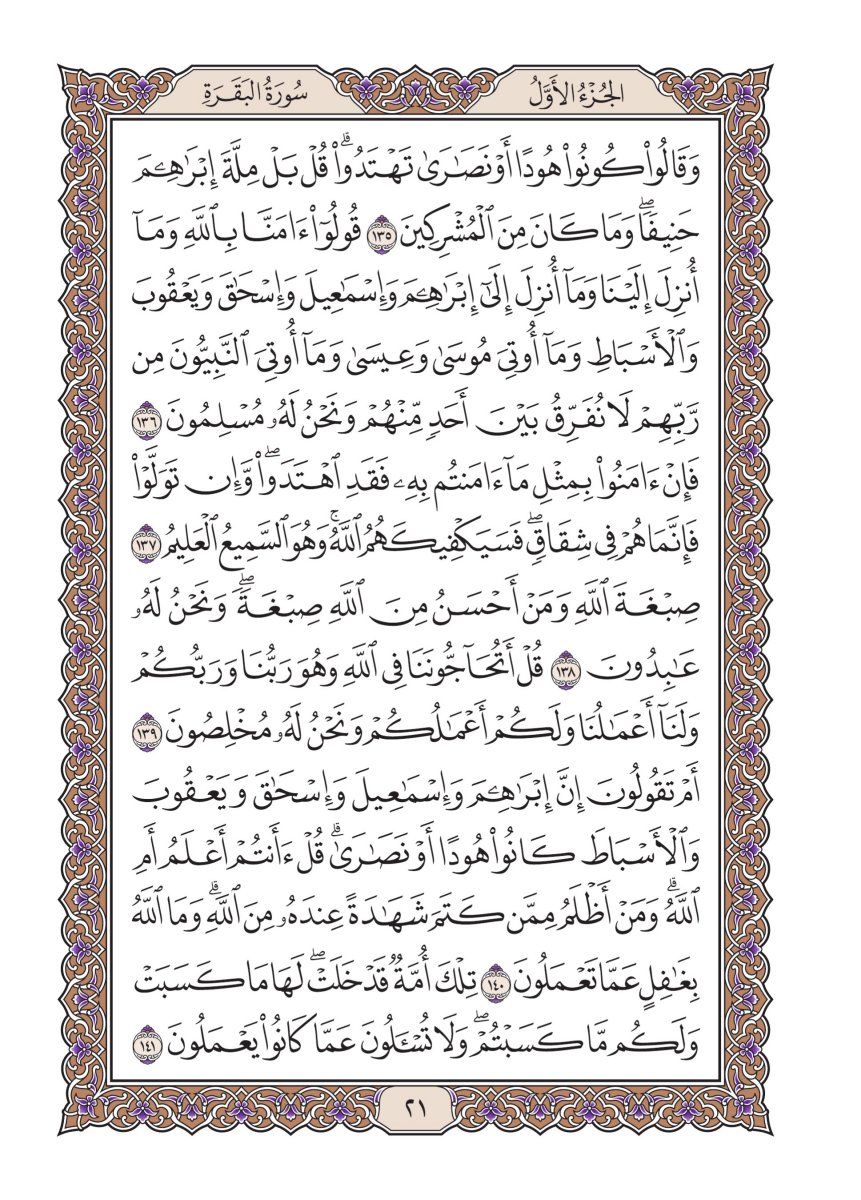 الجُزْءُ الأَوَّلُ
سُورَةُ البَقَرَةِ
وَقَالُوا۟ كُونُوا۟ هُودًا أَوْ نَصَـٰرَىٰ تَهْتَدُوا۟ۗ قُلْ بَلْ مِلَّةَ إِبْرَٰهِـۧمَ
حَنِيفًاۖ وَمَا كَانَ مِنَ ٱلْمُشْرِكِينَ ١٣٥ قُولُوٓا۟ ءَامَنَّا بِٱللَّهِ وَمَآ
أُنزِلَ إِلَيْنَا وَمَآ أُنزِلَ إِلَىٰٓ إِبْرَٰهِـۧمَ وَإِسْمَـٰعِيلَ وَإِسْحَـٰقَ وَيَعْقُوبَ
وَٱلْأَسْبَاطِ وَمَآ أُوتِىَ مُوسَىٰ وَعِيسَىٰ وَمَآ أُوتِىَ ٱلنَّبِيُّونَ مِن
رَّبِّهِمْ لَا نُفَرِّقُ بَيْنَ أَحَدٍ مِّنْهُمْ وَنَحْنُ لَهُۥ مُسْلِمُونَ ١٣٦
فَإِنْ ءَامَنُوا۟ بِمِثْلِ مَآ ءَامَنتُم بِهِۦ فَقَدِ ٱهْتَدَوا۟ۖ وَّإِن تَوَلَّوْا۟
فَإِنَّمَا هُمْ فِى شِقَاقٍۖ فَسَيَكْفِيكَهُمُ ٱللَّهُۚ وَهُوَ ٱلسَّمِيعُ ٱلْعَلِيمُ ١٣٧
صِبْغَةَ ٱللَّهِ وَمَنْ أَحْسَنُ مِنَ ٱللَّهِ صِبْغَةًۖ وَنَحْنُ لَهُۥ
عَـٰبِدُونَ ١٣٨ قُلْ أَتُحَآجُّونَنَا فِى ٱللَّهِ وَهُوَ رَبُّنَا وَرَبُّكُمْ
وَلَنَآ أَعْمَـٰلُنَا وَلَكُمْ أَعْمَـٰلُكُمْ وَنَحْنُ لَهُۥ مُخْلِصُونَ ١٣٩
أَمْ تَقُولُونَ إِنَّ إِبْرَٰهِـۧمَ وَإِسْمَـٰعِيلَ وَإِسْحَـٰقَ وَيَعْقُوبَ
وَٱلْأَسْبَاطَ كَانُوا۟ هُودًا أَوْ نَصَـٰرَىٰۗ قُلْ ءَأَنتُمْ أَعْلَمُ أَمِ
ٱللَّهُۗ وَمَنْ أَظْلَمُ مِمَّن كَتَمَ شَهَـٰدَةً عِندَهُۥ مِنَ ٱللَّهِۗ وَمَا ٱللَّهُ
بِغَـٰفِلٍ عَمَّا تَعْمَلُونَ ١٤٠ تِلْكَ أُمَّةٌ قَدْ خَلَتْۖ لَهَا مَا كَسَبَتْ
وَلَكُم مَّا كَسَبْتُمْۖ وَلَا تُسْـَٔلُونَ عَمَّا كَانُوا۟ يَعْمَلُونَ ١٤١
٢١